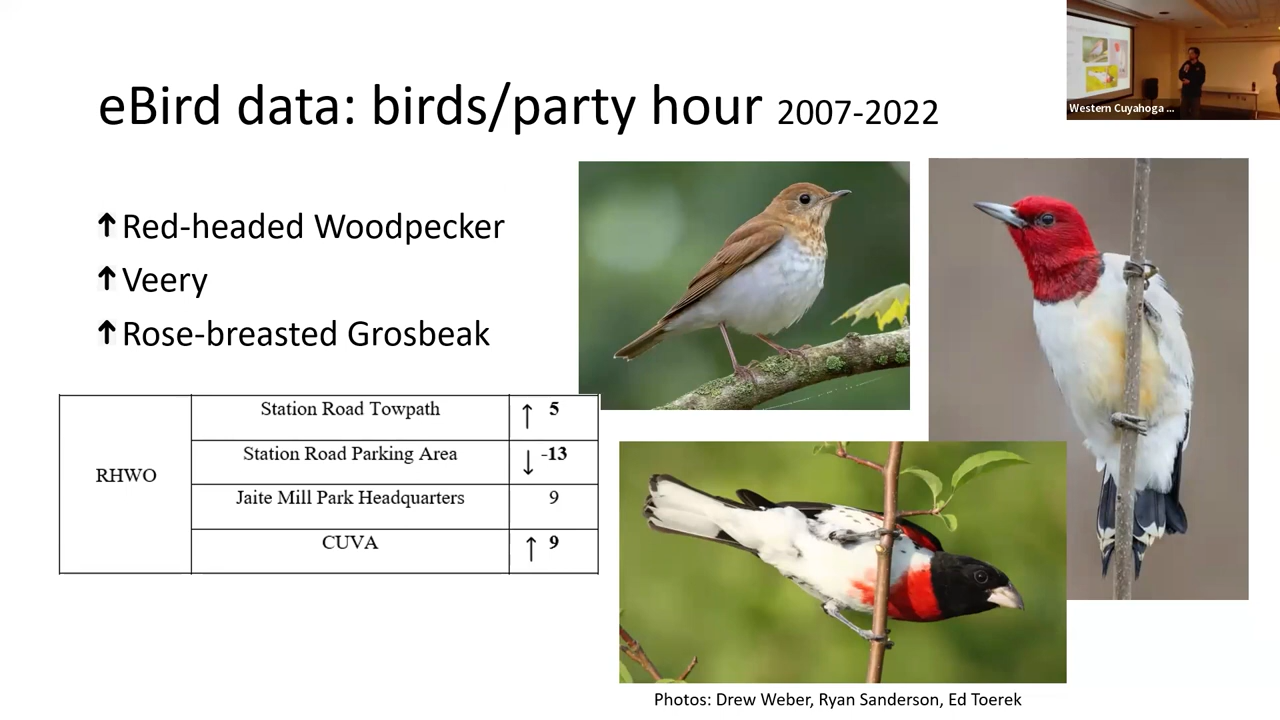 eBird data: birds/party hour 2007-2022
Western Cuyahoga ...
↑ Red-headed Woodpecker
↑ Veery
↑ Rose-breasted Grosbeak
RHWO
Station Road Towpath ↑ 5
Station Road Parking Area ↓ -13
Jaite Mill Park Headquarters 9
CUVA ↑ 9
Photos: Drew Weber, Ryan Sanderson, Ed Toerek